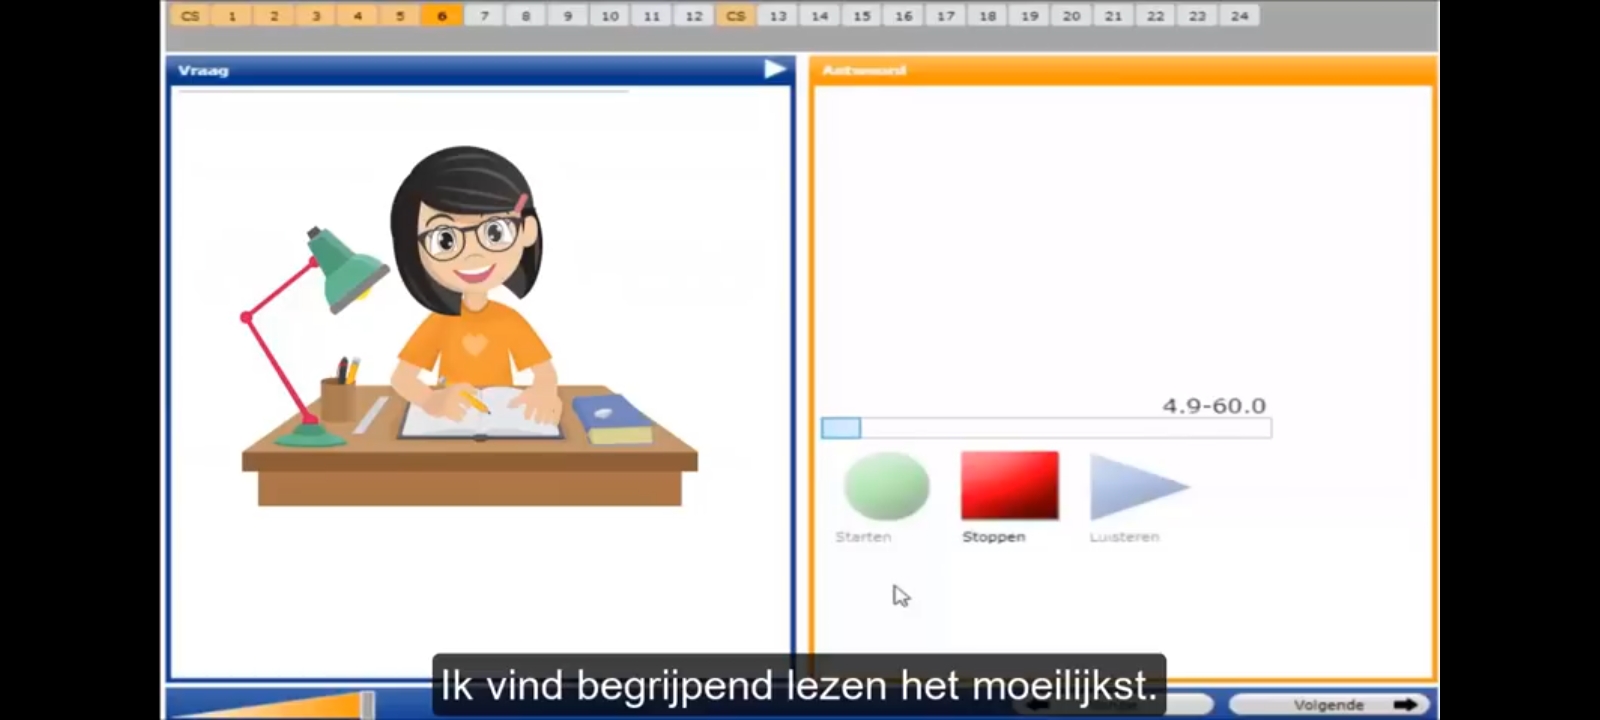 CS 1 2 3 4 5 6 7 8 9 10 11 12 CS 13 14 15 16 17 18 19 20 21 22 23 24
Vraag
Antwoord
4.9-60.0
Starten Stoppen Luisteren
Ik vind begrijpend lezen het moeilijkst.
Volgende